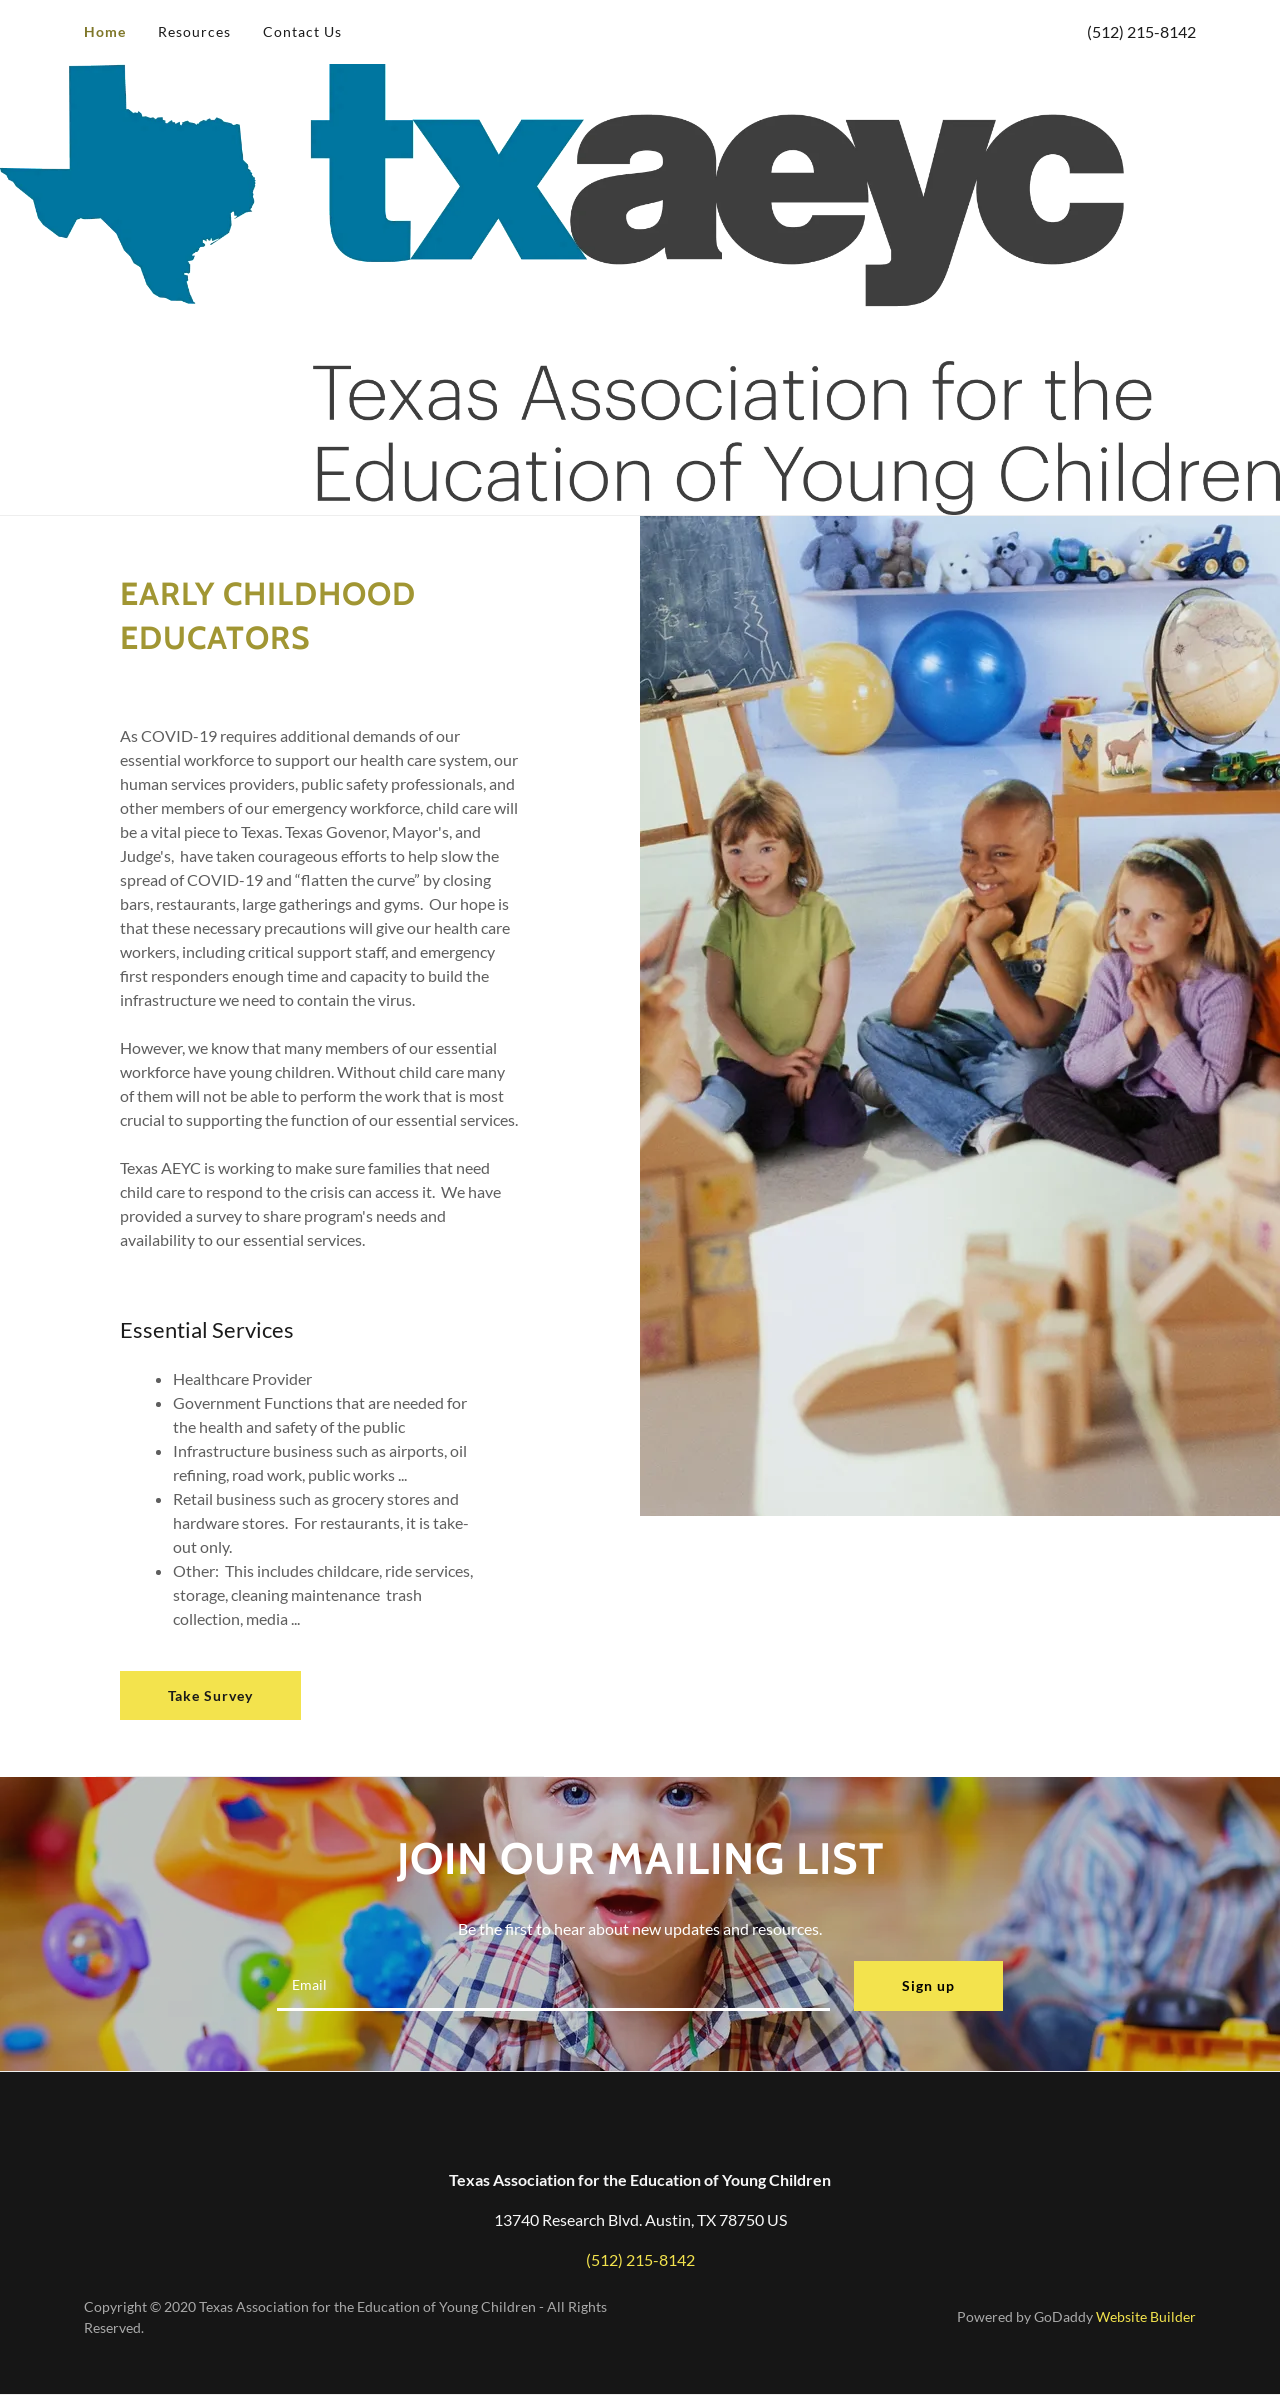 Home Resources Contact Us (512) 215-8142
txaeyc
Texas Association for the
Education of Young Children
EARLY CHILDHOOD
EDUCATORS
As COVID-19 requires additional demands of our
essential workforce to support our health care system, our
human services providers, public safety professionals, and
other members of our emergency workforce, child care will
be a vital piece to Texas. Texas Govenor, Mayor's, and
Judge's,  have taken courageous efforts to help slow the
spread of COVID-19 and “flatten the curve” by closing
bars, restaurants, large gatherings and gyms.  Our hope is
that these necessary precautions will give our health care
workers, including critical support staff, and emergency
first responders enough time and capacity to build the
infrastructure we need to contain the virus.
However, we know that many members of our essential
workforce have young children. Without child care many
of them will not be able to perform the work that is most
crucial to supporting the function of our essential services.
Texas AEYC is working to make sure families that need
child care to respond to the crisis can access it.  We have
provided a survey to share program's needs and
availability to our essential services.
Essential Services
• Healthcare Provider
• Government Functions that are needed for
the health and safety of the public
• Infrastructure business such as airports, oil
refining, road work, public works ...
• Retail business such as grocery stores and
hardware stores.  For restaurants, it is take-
out only.
• Other:  This includes childcare, ride services,
storage, cleaning maintenance  trash
collection, media ...
Take Survey
JOIN OUR MAILING LIST
Be the first to hear about new updates and resources.
Email
Sign up
Texas Association for the Education of Young Children
13740 Research Blvd. Austin, TX 78750 US
(512) 215-8142
Copyright © 2020 Texas Association for the Education of Young Children - All Rights
Reserved.
Powered by GoDaddy Website Builder